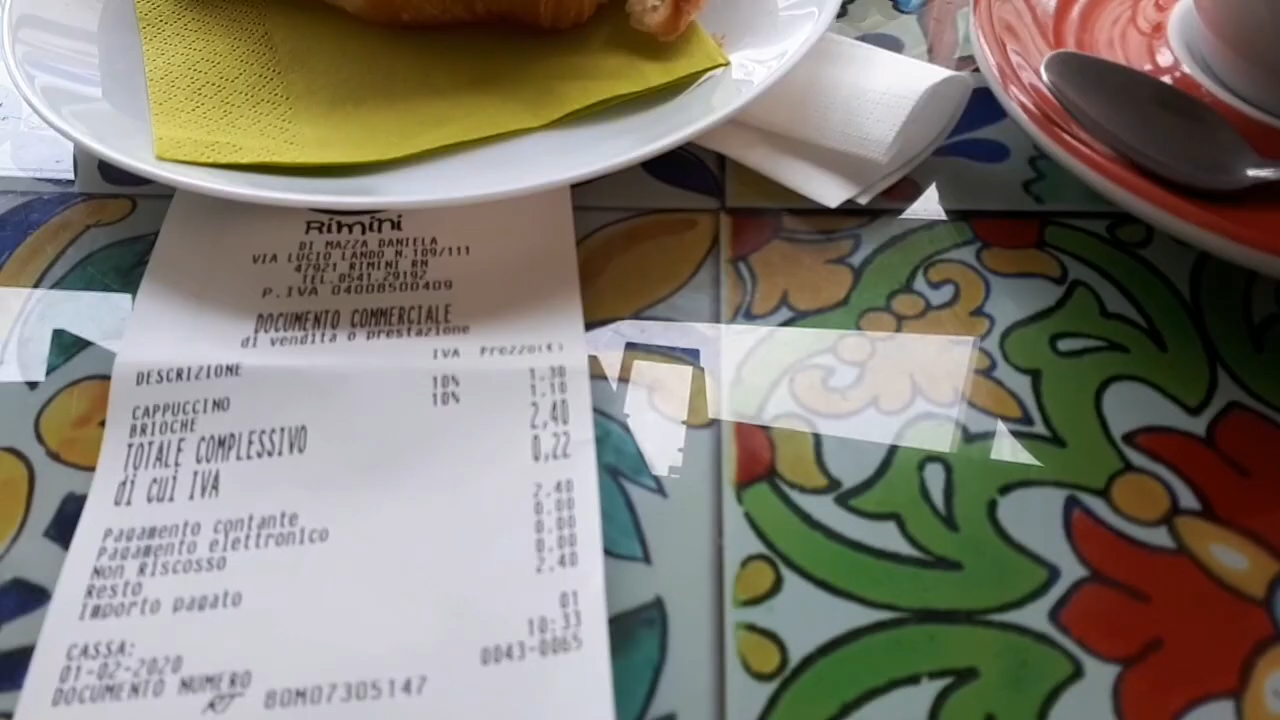 Rimini
DI MAZZA DANIELA
VIA LUCIO LANDO N.109/111
47921 RIMINI RN
TEL.0541.29192
P.IVA 04008500409
DOCUMENTO COMMERCIALE
di vendita o prestazione
DESCRIZIONE IVA Prezzo(€)
CAPPUCCINO 10% 1.30
BRIOCHE 10% 1.10
TOTALE COMPLESSIVO 2,40
di cui IVA 0,22
Pagamento contante 2.40
Pagamento elettronico 0.00
Non Riscosso 0.00
Resto 0.00
Importo pagato 2.40
CASSA: 01
01-02-2020 10:33
DOCUMENTO NUMERO 0043-0065
RT 80M07305147